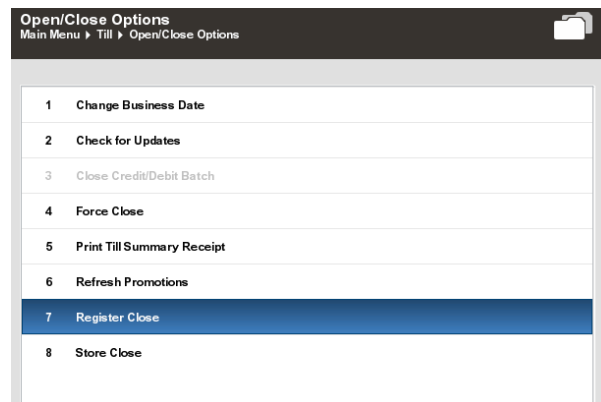 Open/Close Options
Main Menu ▸ Till ▸ Open/Close Options
1 Change Business Date
2 Check for Updates
3 Close Credit/Debit Batch
4 Force Close
5 Print Till Summary Receipt
6 Refresh Promotions
7 Register Close
8 Store Close